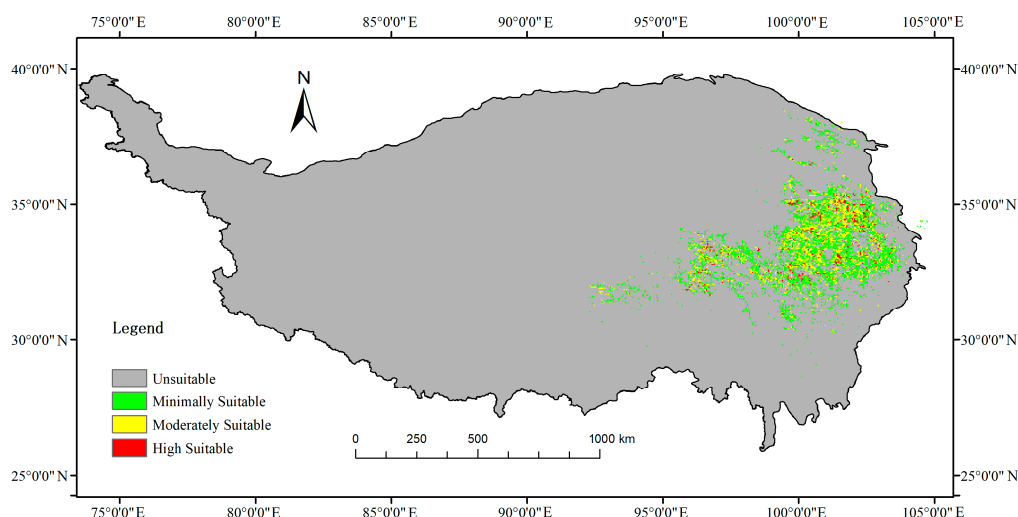 75°0'0"E 80°0'0"E 85°0'0"E 90°0'0"E 95°0'0"E 100°0'0"E 105°0'0"E
40°0'0"N 40°0'0"N
N
35°0'0"N 35°0'0"N
30°0'0"N 30°0'0"N
Legend
Unsuitable
Minimally Suitable
Moderately Suitable
High Suitable
0 250 500 1000 km
25°0'0"N 25°0'0"N
75°0'0"E 80°0'0"E 85°0'0"E 90°0'0"E 95°0'0"E 100°0'0"E 105°0'0"E